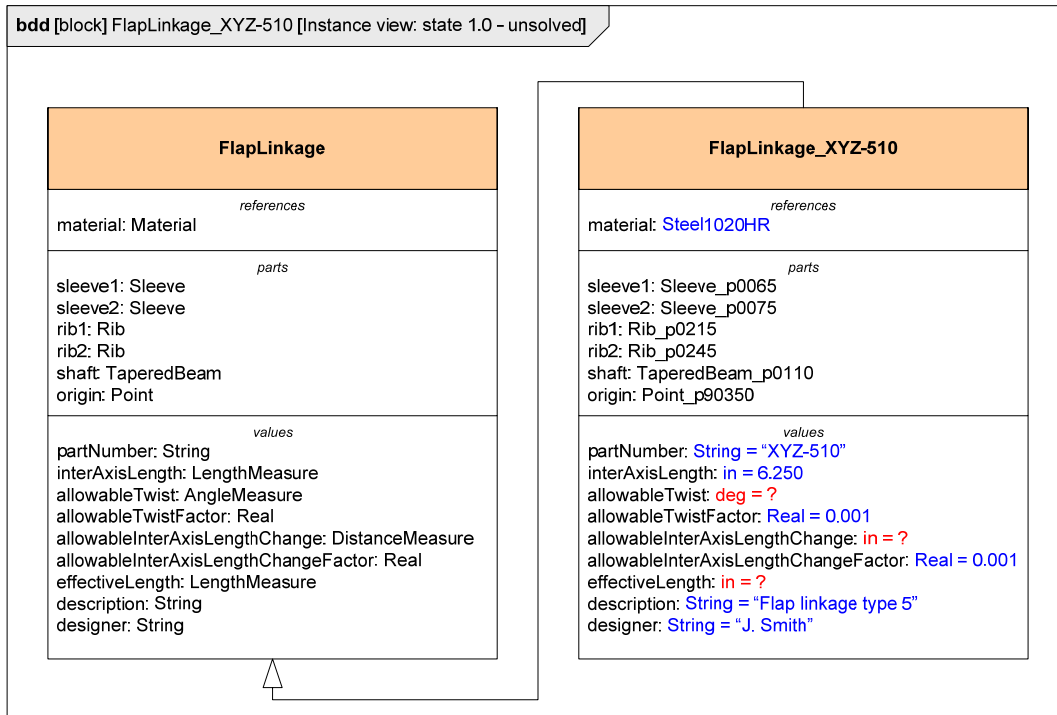 bdd [block] FlapLinkage_XYZ-510 [Instance view: state 1.0 – unsolved]
FlapLinkage
references
material: Material
parts
sleeve1: Sleeve
sleeve2: Sleeve
rib1: Rib
rib2: Rib
shaft: TaperedBeam
origin: Point
values
partNumber: String
interAxisLength: LengthMeasure
allowableTwist: AngleMeasure
allowableTwistFactor: Real
allowableInterAxisLengthChange: DistanceMeasure
allowableInterAxisLengthChangeFactor: Real
effectiveLength: LengthMeasure
description: String
designer: String
FlapLinkage_XYZ-510
references
material: Steel1020HR
parts
sleeve1: Sleeve_p0065
sleeve2: Sleeve_p0075
rib1: Rib_p0215
rib2: Rib_p0245
shaft: TaperedBeam_p0110
origin: Point_p90350
values
partNumber: String = “XYZ-510”
interAxisLength: in = 6.250
allowableTwist: deg = ?
allowableTwistFactor: Real = 0.001
allowableInterAxisLengthChange: in = ?
allowableInterAxisLengthChangeFactor: Real = 0.001
effectiveLength: in = ?
description: String = “Flap linkage type 5”
designer: String = “J. Smith”